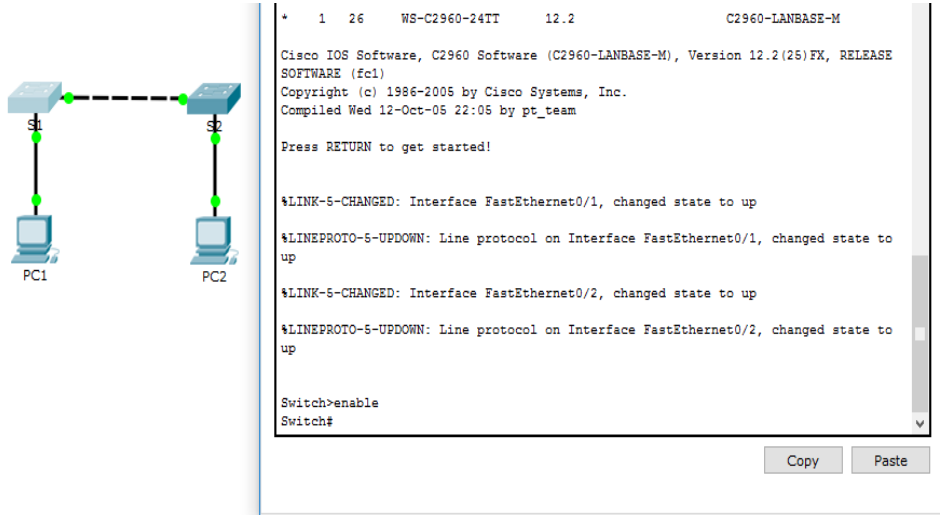 * 1 26 WS-C2960-24TT 12.2 C2960-LANBASE-M
Cisco IOS Software, C2960 Software (C2960-LANBASE-M), Version 12.2(25)FX, RELEASE
SOFTWARE (fc1)
Copyright (c) 1986-2005 by Cisco Systems, Inc.
Compiled Wed 12-Oct-05 22:05 by pt_team
Press RETURN to get started!
%LINK-5-CHANGED: Interface FastEthernet0/1, changed state to up
%LINEPROTO-5-UPDOWN: Line protocol on Interface FastEthernet0/1, changed state to
up
%LINK-5-CHANGED: Interface FastEthernet0/2, changed state to up
%LINEPROTO-5-UPDOWN: Line protocol on Interface FastEthernet0/2, changed state to
up
Switch>enable
Switch#
Copy Paste
S1 S2
PC1 PC2